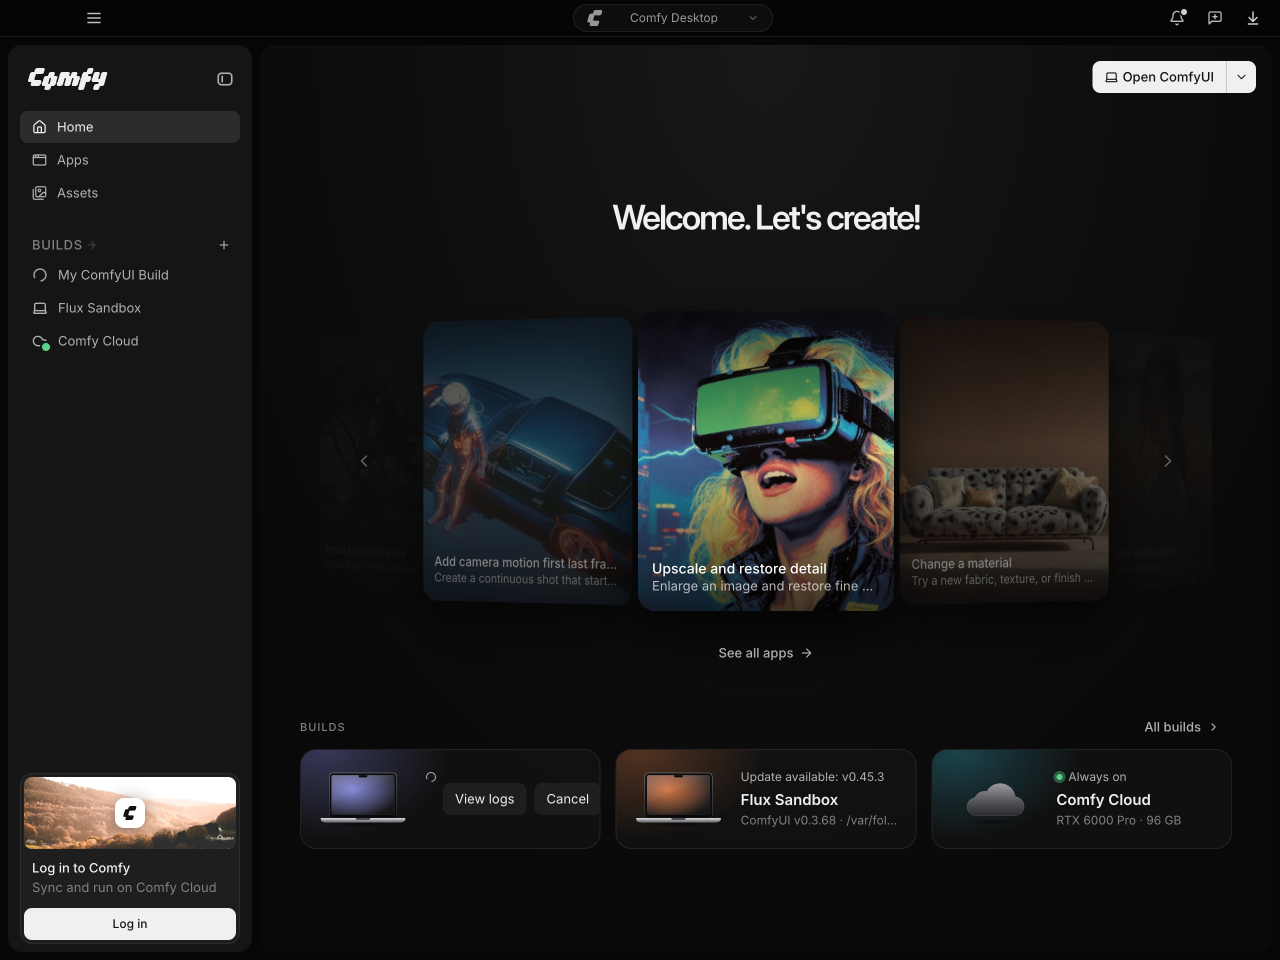 Comfy Desktop
Comfy
Open ComfyUI
Home
Apps
Assets
BUILDS
My ComfyUI Build
Flux Sandbox
Comfy Cloud
Welcome. Let's create!
Add camera motion first last fra...
Create a continuous shot that start...
Upscale and restore detail
Enlarge an image and restore fine ...
Change a material
Try a new fabric, texture, or finish ...
See all apps
BUILDS
All builds
View logs
Cancel
Update available: v0.45.3
Flux Sandbox
ComfyUI v0.3.68 · /var/fol...
Always on
Comfy Cloud
RTX 6000 Pro · 96 GB
Log in to Comfy
Sync and run on Comfy Cloud
Log in